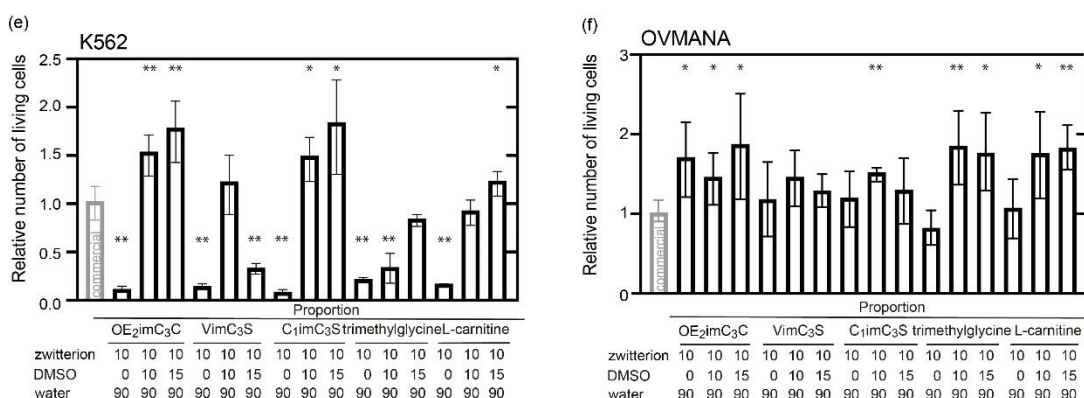 (e)
K562
Relative number of living cells
2.5
2.0
1.5
1.0
0.5
0.0
** ** * * *
** ** ** ** ** ** **
commercial
Proportion
OE2imC3C VimC3S C1imC3S trimethylglycine L-carnitine
zwitterion 10 10 10 10 10 10 10 10 10 10 10 10 10 10 10
DMSO 0 10 15 0 10 15 0 10 15 0 10 15 0 10 15
water 90 90 90 90 90 90 90 90 90 90 90 90 90 90 90
(f)
OVMANA
Relative number of living cells
3
2
1
0
* * * ** ** * * **
commercial
Proportion
OE2imC3C VimC3S C1imC3S trimethylglycine L-carnitine
zwitterion 10 10 10 10 10 10 10 10 10 10 10 10 10 10 10
DMSO 0 10 15 0 10 15 0 10 15 0 10 15 0 10 15
water 90 90 90 90 90 90 90 90 90 90 90 90 90 90 90